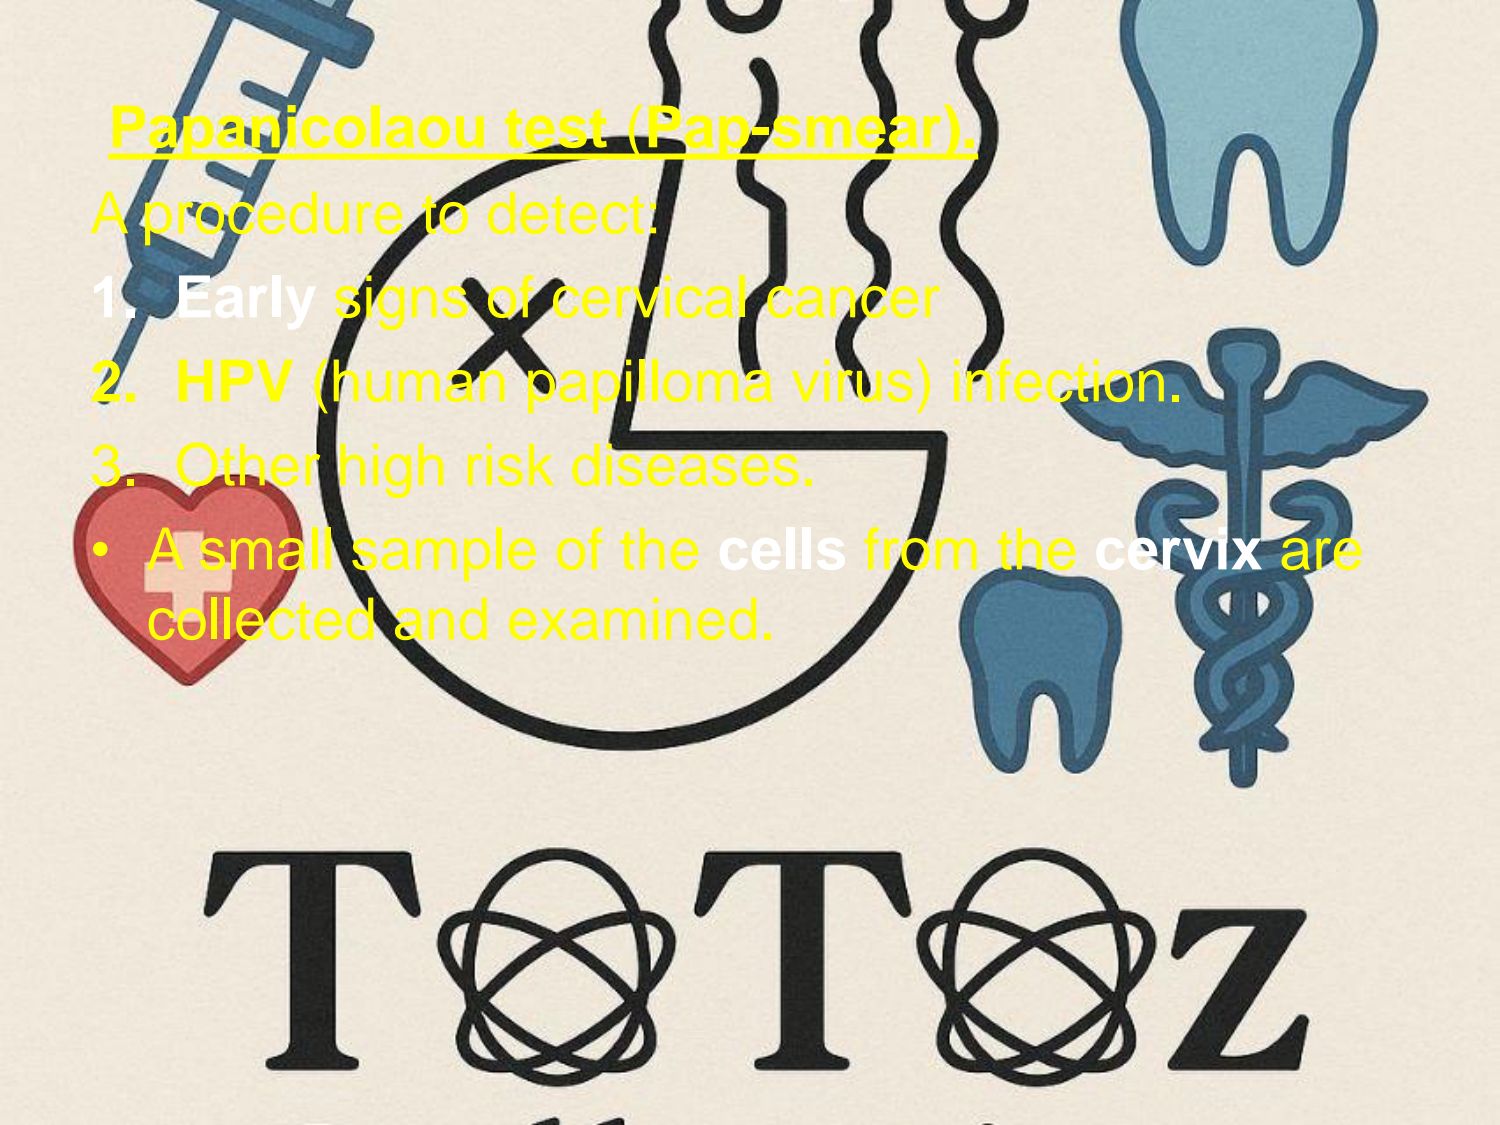 Papanicolaou test (Pap-smear).
A procedure to detect:
1. Early signs of cervical cancer
2. HPV (human papilloma virus) infection.
3. Other high risk diseases.
• A small sample of the cells from the cervix are
collected and examined.
TOTOz